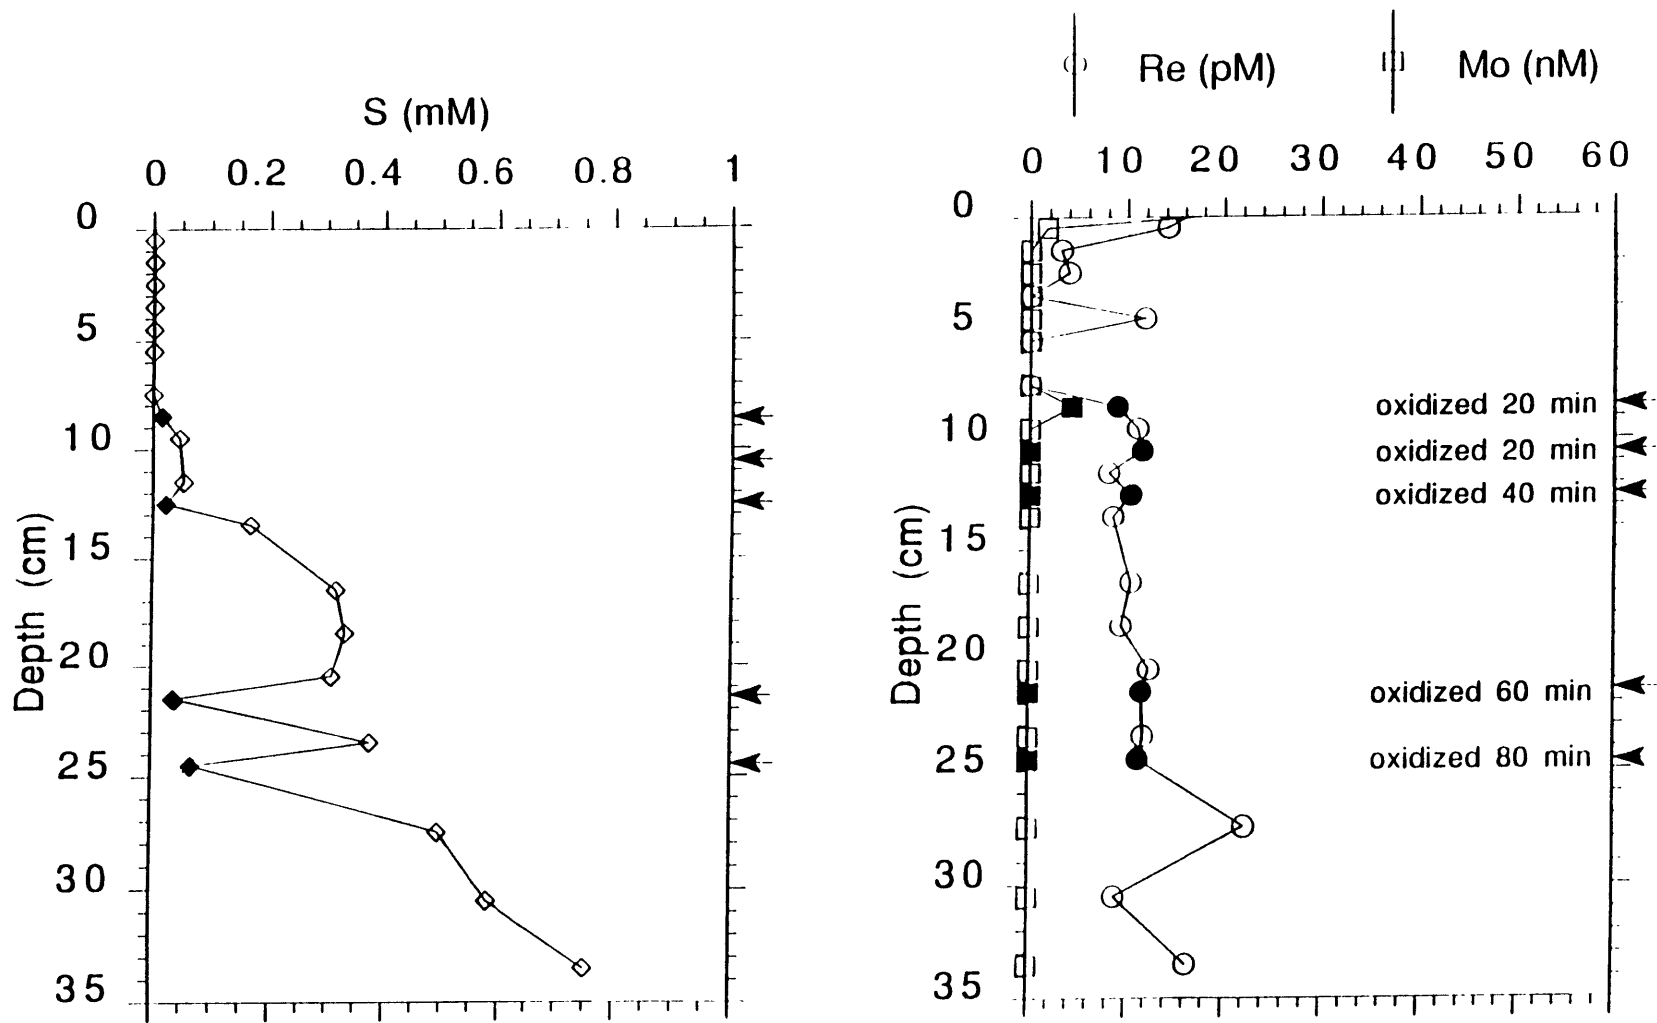 S (mM)
0 0.2 0.4 0.6 0.8 1
0
5
10
15
20
25
30
35
Depth (cm)
Re (pM) Mo (nM)
0 10 20 30 40 50 60
0
5
10
15
20
25
30
35
Depth (cm)
oxidized 20 min
oxidized 20 min
oxidized 40 min
oxidized 60 min
oxidized 80 min